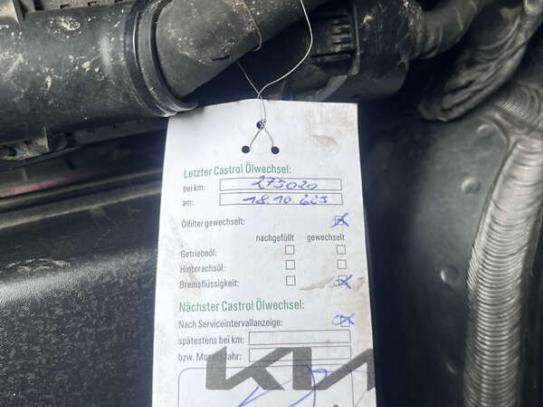 Letzter Castrol Ölwechsel:
bei km: 275020
am: 18.10.
Ölfilter gewechselt:
nachgefüllt gewechselt
Getriebeöl:
Hinterachsöl:
Bremsflüssigkeit:
Nächster Castrol Ölwechsel:
Nach Serviceintervallanzeige:
spätestens bei km:
bzw. Monat/Jahr:
KIA